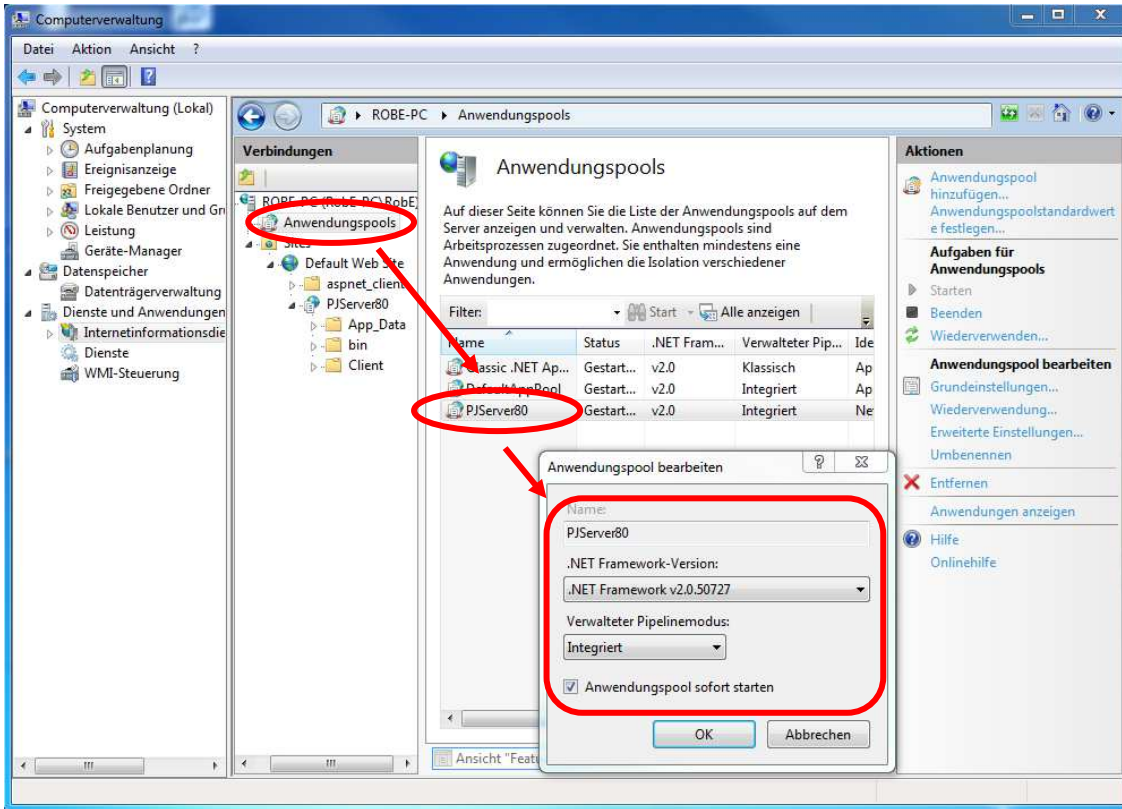 Computerverwaltung
Datei Aktion Ansicht ?
Computerverwaltung (Lokal)
System
Aufgabenplanung
Ereignisanzeige
Freigegebene Ordner
Lokale Benutzer und Gru
Leistung
Geräte-Manager
Datenspeicher
Datenträgerverwaltung
Dienste und Anwendungen
Internetinformationsdie
Dienste
WMI-Steuerung
ROBE-PC Anwendungspools
Verbindungen
ROBE-PC (RobE-PC\RobE)
Anwendungspools
Sites
Default Web Site
aspnet_client
PJServer80
App_Data
bin
Client
Anwendungspools
Auf dieser Seite können Sie die Liste der Anwendungspools auf dem
Server anzeigen und verwalten. Anwendungspools sind
Arbeitsprozessen zugeordnet. Sie enthalten mindestens eine
Anwendung und ermöglichen die Isolation verschiedener
Anwendungen.
Filter: Start Alle anzeigen
Name Status .NET Fram... Verwalteter Pip... Ide
Classic .NET Ap... Gestart... v2.0 Klassisch Ap
DefaultAppPool Gestart... v2.0 Integriert Ap
PJServer80 Gestart... v2.0 Integriert Ne
Anwendungspool bearbeiten
Name:
PJServer80
.NET Framework-Version:
.NET Framework v2.0.50727
Verwalteter Pipelinemodus:
Integriert
Anwendungspool sofort starten
OK Abbrechen
Ansicht "Featu
Aktionen
Anwendungspool
hinzufügen...
Anwendungspoolstandardwert
e festlegen...
Aufgaben für
Anwendungspools
Starten
Beenden
Wiederverwenden...
Anwendungspool bearbeiten
Grundeinstellungen...
Wiederverwendung...
Erweiterte Einstellungen...
Umbenennen
Entfernen
Anwendungen anzeigen
Hilfe
Onlinehilfe